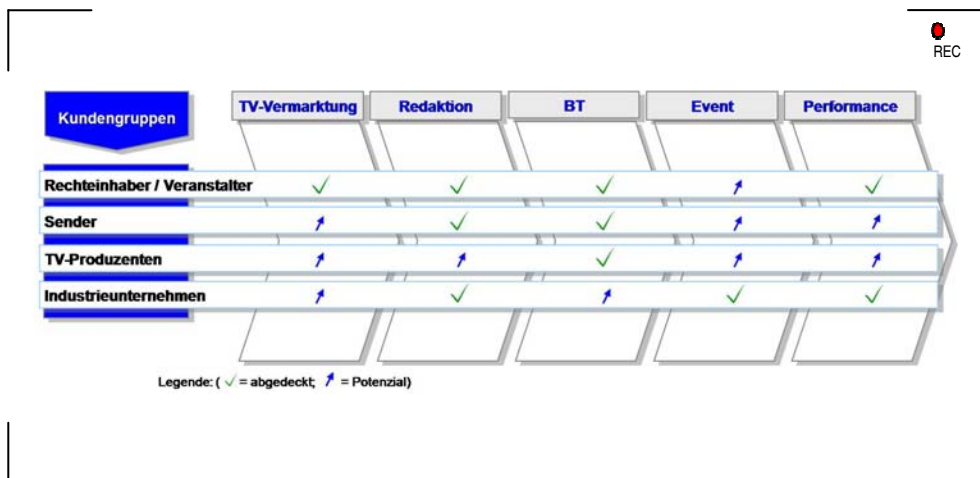 REC
Kundengruppen
TV-Vermarktung Redaktion BT Event Performance
Rechteinhaber / Veranstalter ✓ ✓ ✓ ↗ ✓
Sender ↗ ✓ ✓ ↗ ↗
TV-Produzenten ↗ ↗ ✓ ↗ ↗
Industrieunternehmen ↗ ✓ ↗ ✓ ✓
Legende: ( ✓ = abgedeckt; ↗ = Potenzial)